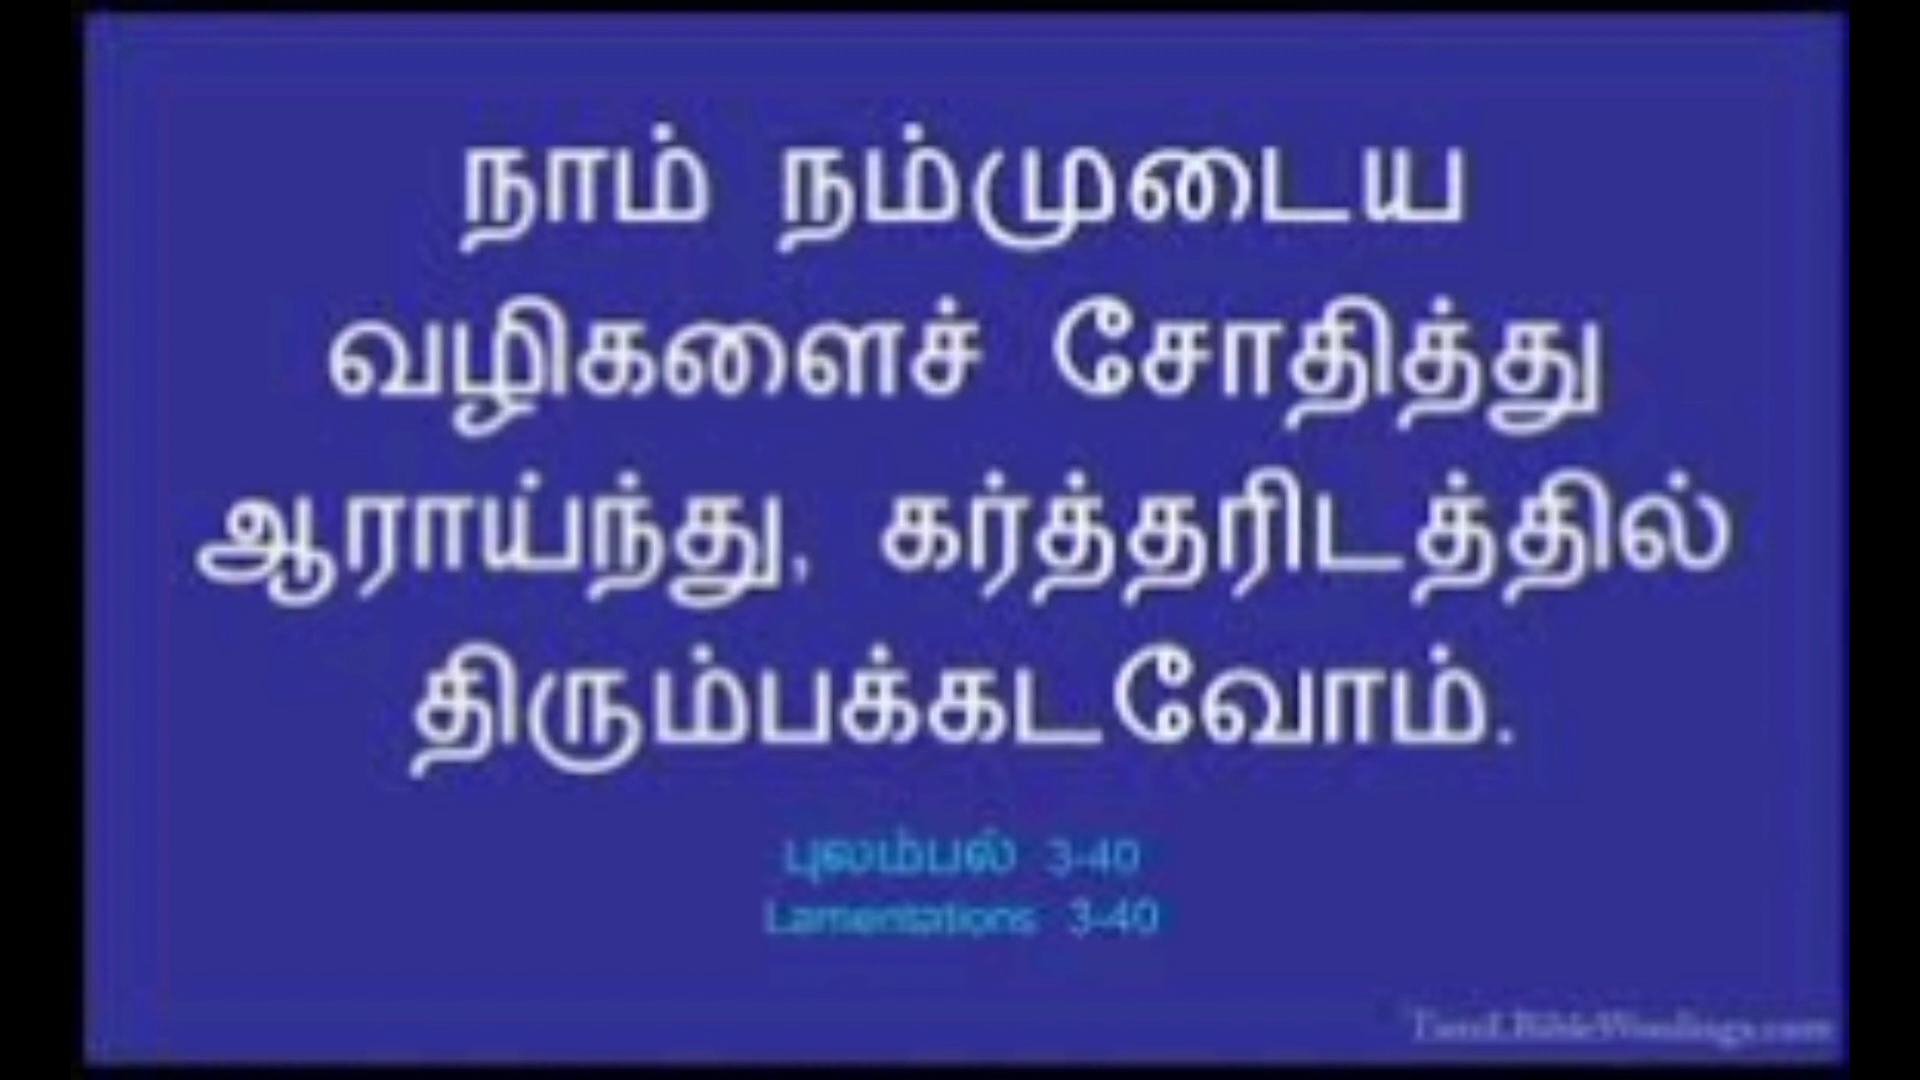 நாம் நம்முடைய
வழிகளைச் சோதித்து
ஆராய்ந்து, கர்த்தரிடத்தில்
திரும்பக்கடவோம்.
புலம்பல் 3-40
Lamentations 3-40